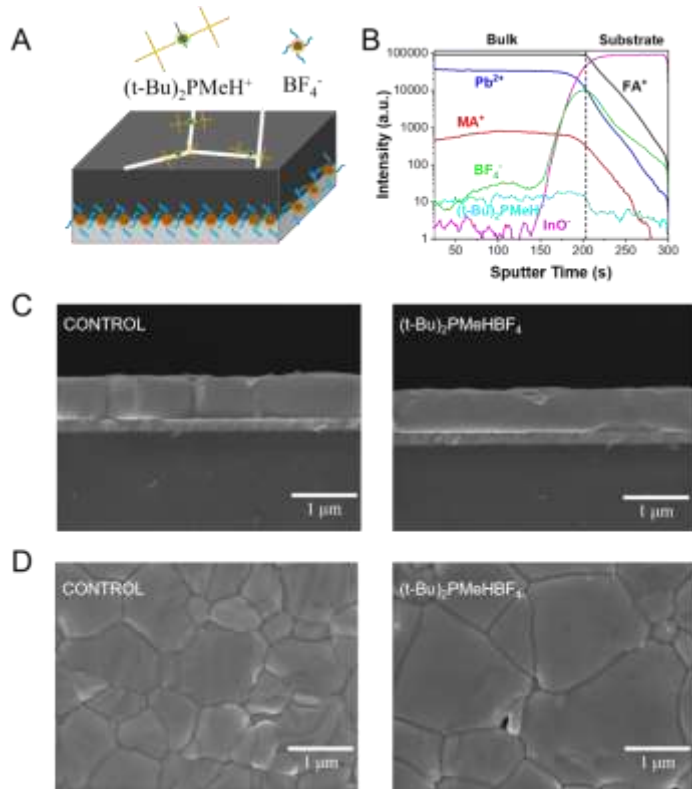 A
(t-Bu)₂PMeH⁺
BF₄⁻
B
Bulk
Substrate
100000
10000
1000
100
10
1
Intensity (a.u.)
Pb²⁺
FA⁺
MA⁺
BF₄⁻
(t-Bu)₂PMeH
InO⁻
50
100
150
200
250
300
Sputter Time (s)
C
CONTROL
1 μm
(t-Bu)₂PMeHBF₄
1 μm
D
CONTROL
1 μm
(t-Bu)₂PMeHBF₄
1 μm